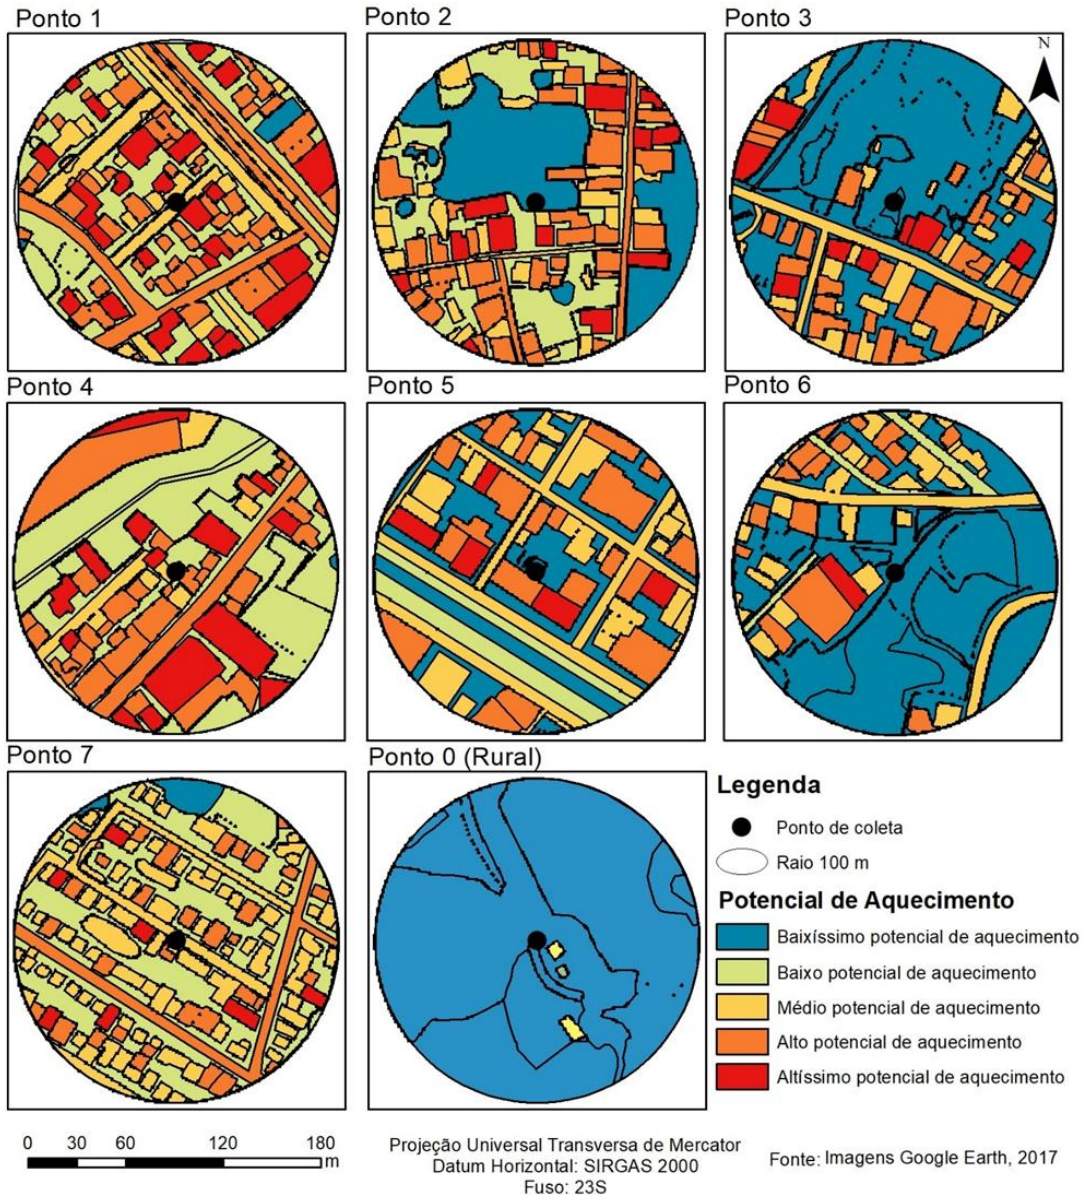 Ponto 1
Ponto 2
Ponto 3
N
Ponto 4
Ponto 5
Ponto 6
Ponto 7
Ponto 0 (Rural)
Legenda
Ponto de coleta
Raio 100 m
Potencial de Aquecimento
Baixíssimo potencial de aquecimento
Baixo potencial de aquecimento
Médio potencial de aquecimento
Alto potencial de aquecimento
Altíssimo potencial de aquecimento
0 30 60 120 180
m
Projeção Universal Transversa de Mercator
Datum Horizontal: SIRGAS 2000
Fuso: 23S
Fonte: Imagens Google Earth, 2017